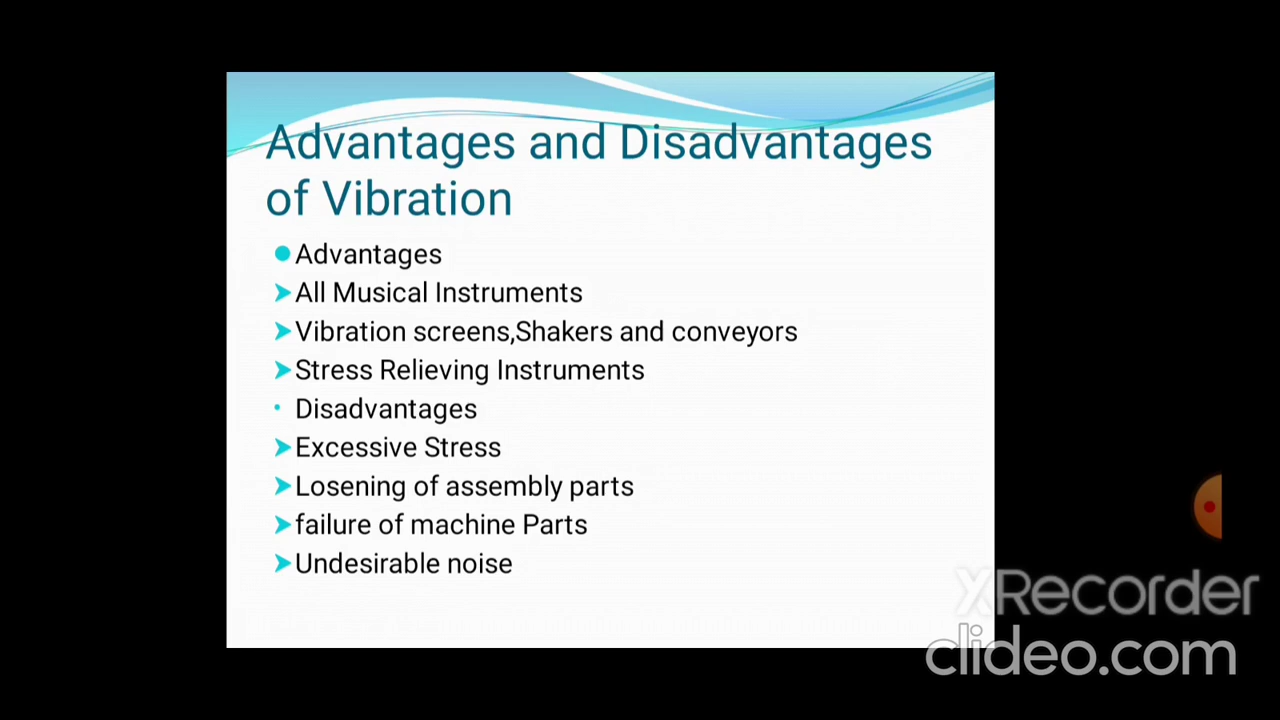 Advantages and Disadvantages
of Vibration
Advantages
All Musical Instruments
Vibration screens,Shakers and conveyors
Stress Relieving Instruments
Disadvantages
Excessive Stress
Losening of assembly parts
failure of machine Parts
Undesirable noise
XRecorder
clideo.com